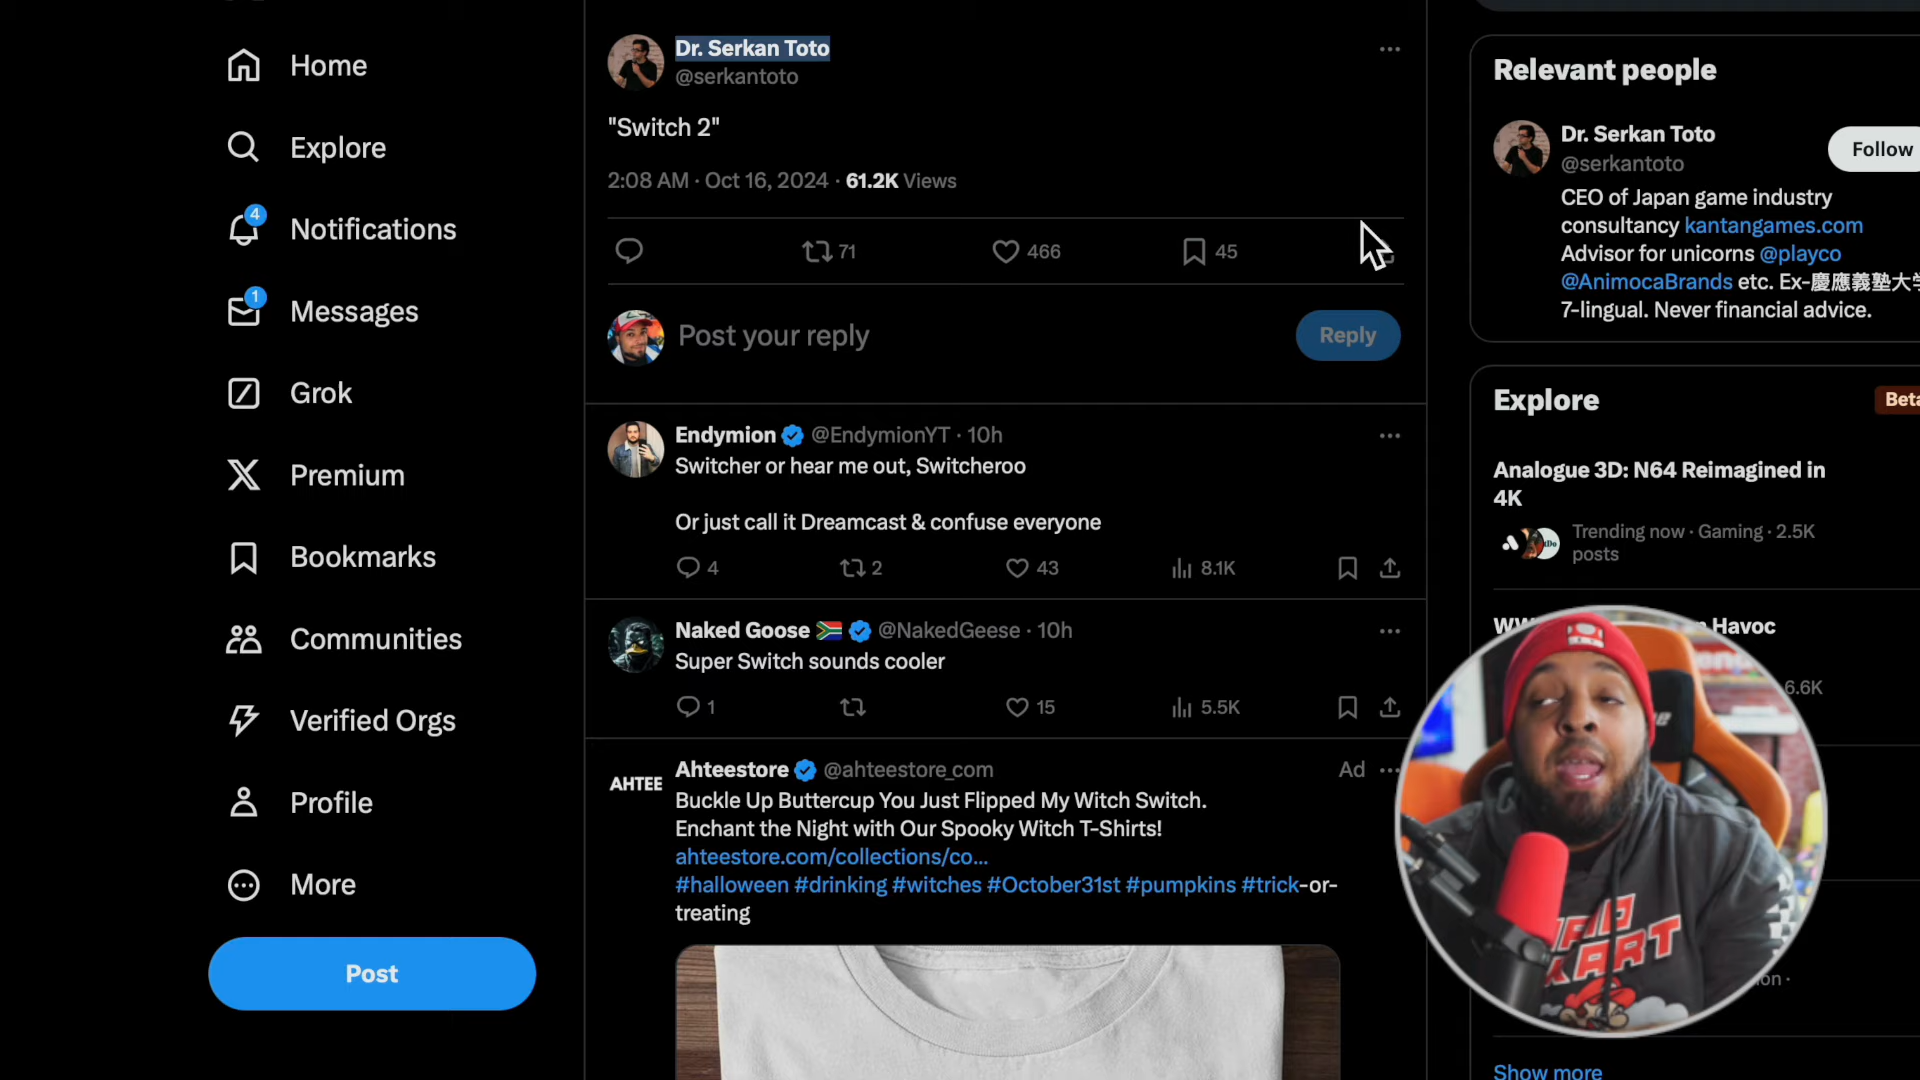 Home
Explore
Notifications
4
Messages
1
Grok
Premium
Bookmarks
Communities
Verified Orgs
Profile
More
Post
Dr. Serkan Toto
@serkantoto
"Switch 2"
2:08 AM · Oct 16, 2024 · 61.2K Views
71 466 45
Post your reply
Reply
Endymion @EndymionYT · 10h
Switcher or hear me out, Switcheroo
Or just call it Dreamcast & confuse everyone
4 2 43 8.1K
Naked Goose @NakedGeese · 10h
Super Switch sounds cooler
1 15 5.5K
AHTEE
Ahteestore @ahteestore_com Ad
Buckle Up Buttercup You Just Flipped My Witch Switch.
Enchant the Night with Our Spooky Witch T-Shirts!
ahteestore.com/collections/co...
#halloween #drinking #witches #October31st #pumpkins #trick-or-
treating
Relevant people
Dr. Serkan Toto
@serkantoto
Follow
CEO of Japan game industry
consultancy kantangames.com
Advisor for unicorns @playco
@AnimocaBrands etc. Ex-慶應義塾大学
7-lingual. Never financial advice.
Explore
Beta
Analogue 3D: N64 Reimagined in
4K
Trending now · Gaming · 2.5K
posts
Havoc
6.6K
KART
Show more